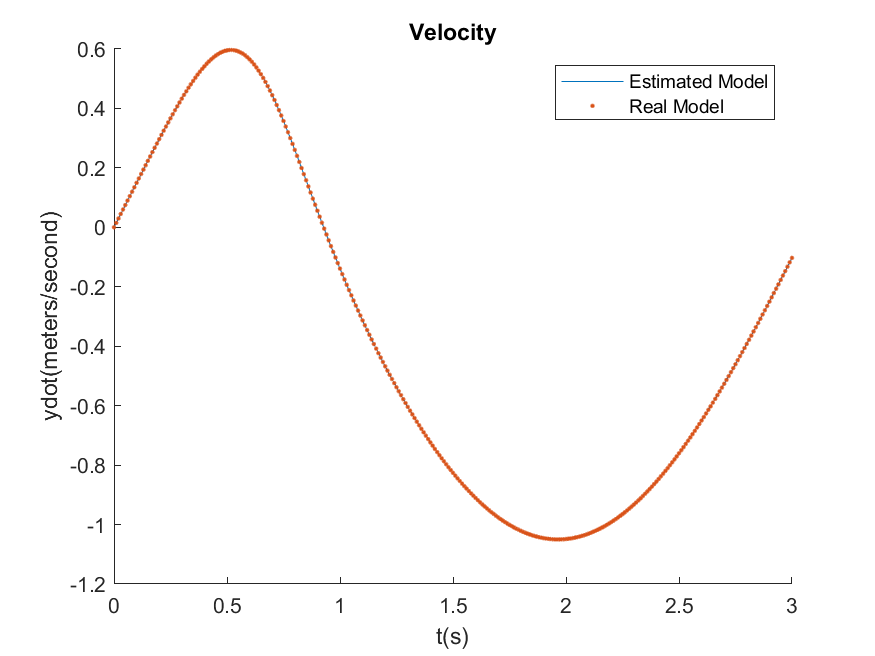 Velocity
0.6
0.4
0.2
0
-0.2
-0.4
-0.6
-0.8
-1
-1.2
ydot(meters/second)
Estimated Model
Real Model
0 0.5 1 1.5 2 2.5 3
t(s)